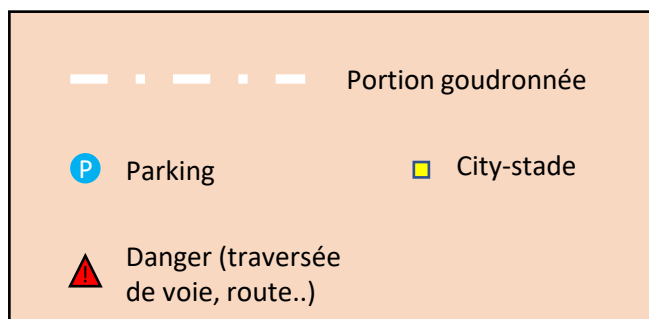 Portion goudronnée
P Parking
City-stade
! Danger (traversée
de voie, route..)